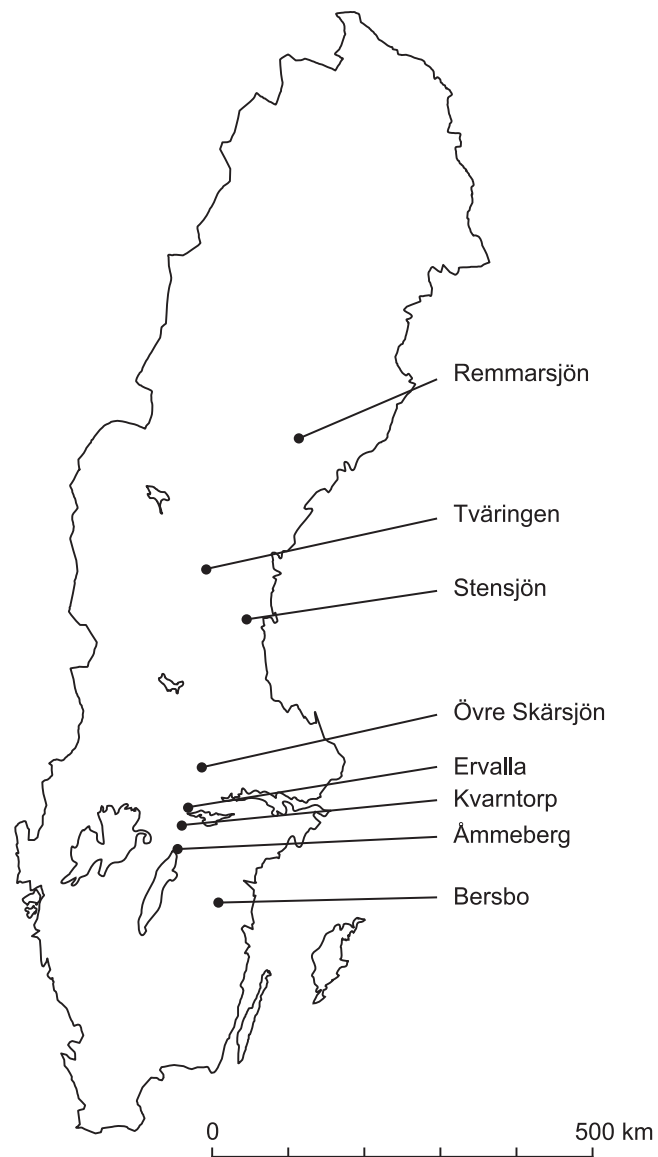 Remmarsjön
Tväringen
Stensjön
Övre Skärsjön
Ervalla
Kvarntorp
Åmmeberg
Bersbo
0 500 km